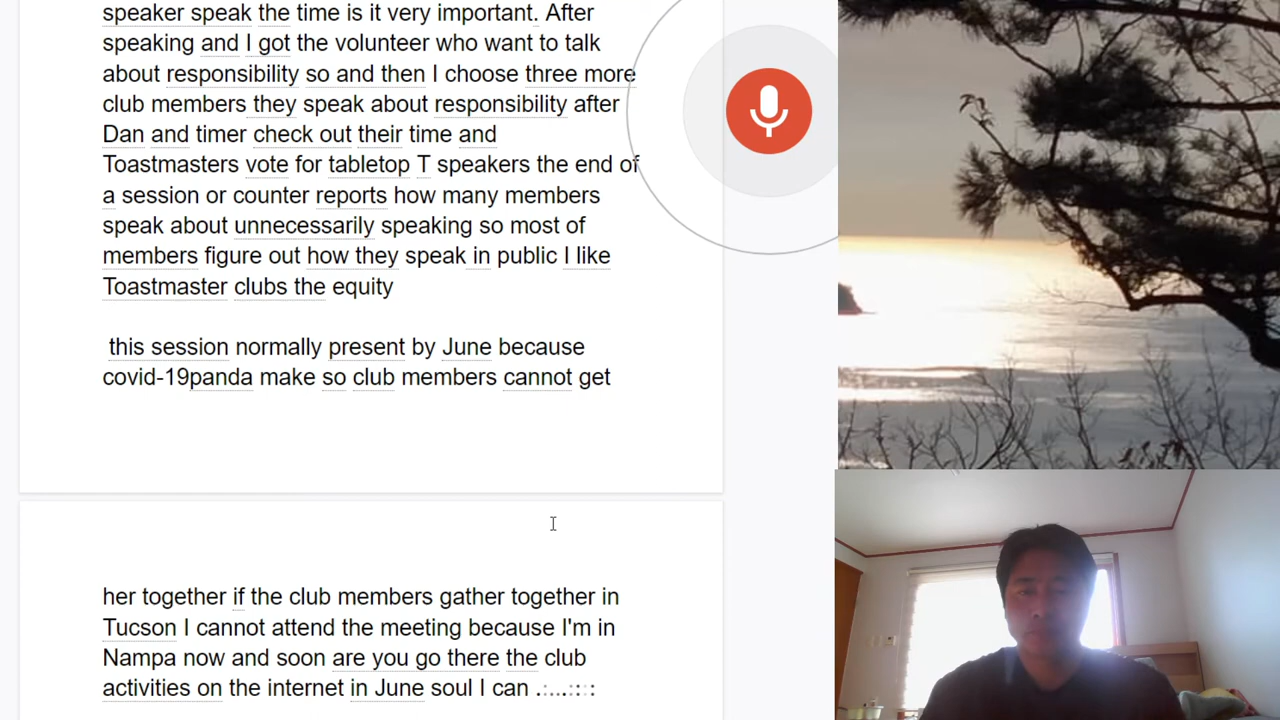 speaker speak the time is it very important. After
speaking and I got the volunteer who want to talk
about responsibility so and then I choose three more
club members they speak about responsibility after
Dan and timer check out their time and
Toastmasters vote for tabletop T speakers the end of
a session or counter reports how many members
speak about unnecessarily speaking so most of
members figure out how they speak in public I like
Toastmaster clubs the equity
this session normally present by June because
covid-19panda make so club members cannot get
her together if the club members gather together in
Tucson I cannot attend the meeting because I'm in
Nampa now and soon are you go there the club
activities on the internet in June soul I can .:...:::